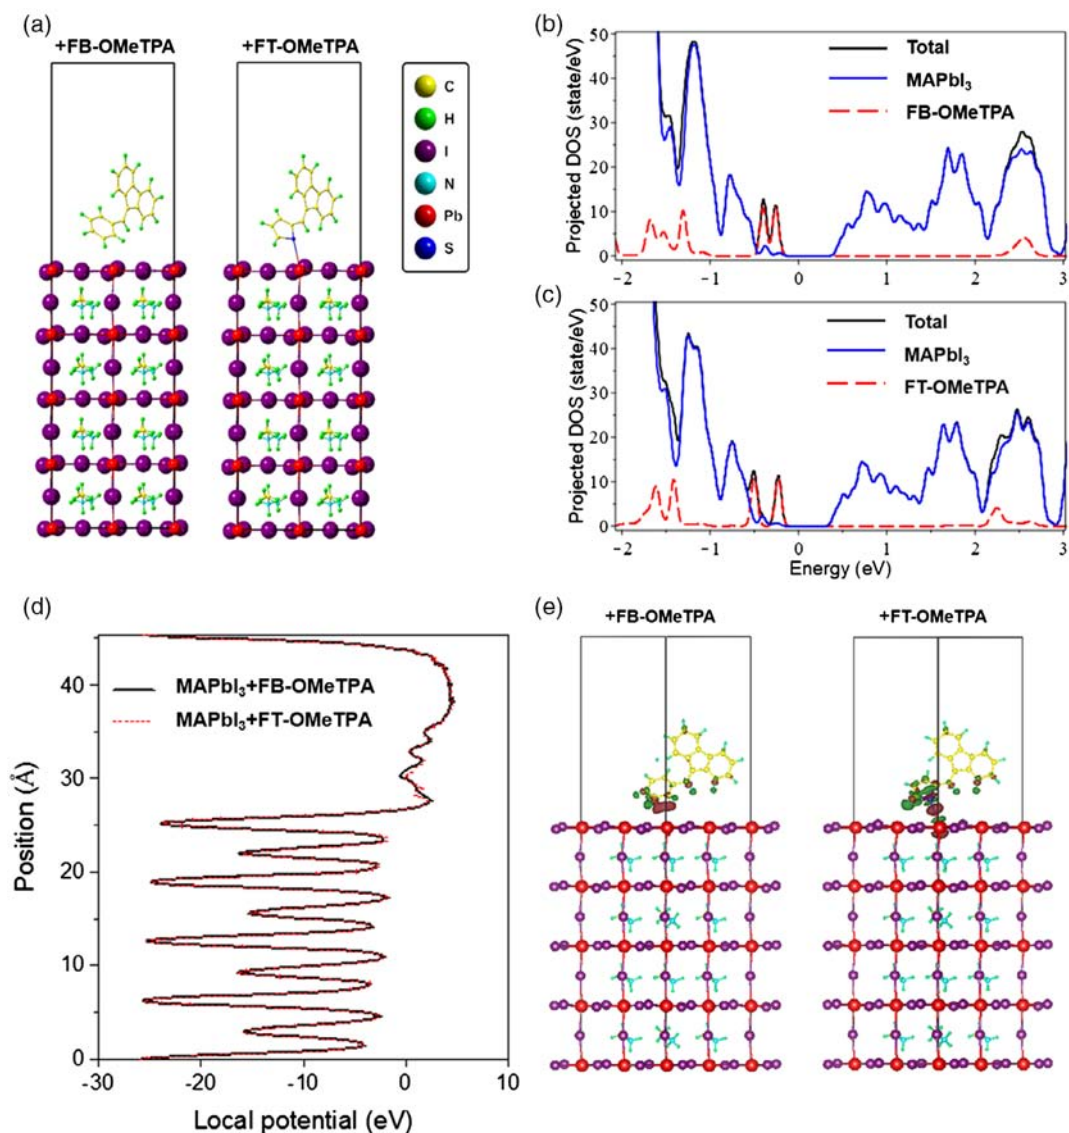 (a)
+FB-OMeTPA
+FT-OMeTPA
C
H
I
N
Pb
S
(b)
Projected DOS (state/eV)
50
40
30
20
10
0
Total
MAPbI₃
FB-OMeTPA
−2
−1
0
1
2
3
(c)
Projected DOS (state/eV)
50
40
30
20
10
0
Total
MAPbI₃
FT-OMeTPA
−2
−1
0
1
2
3
Energy (eV)
(d)
Position (Å)
40
30
20
10
0
MAPbI₃+FB-OMeTPA
MAPbI₃+FT-OMeTPA
-30
-20
-10
0
10
Local potential (eV)
(e)
+FB-OMeTPA
+FT-OMeTPA